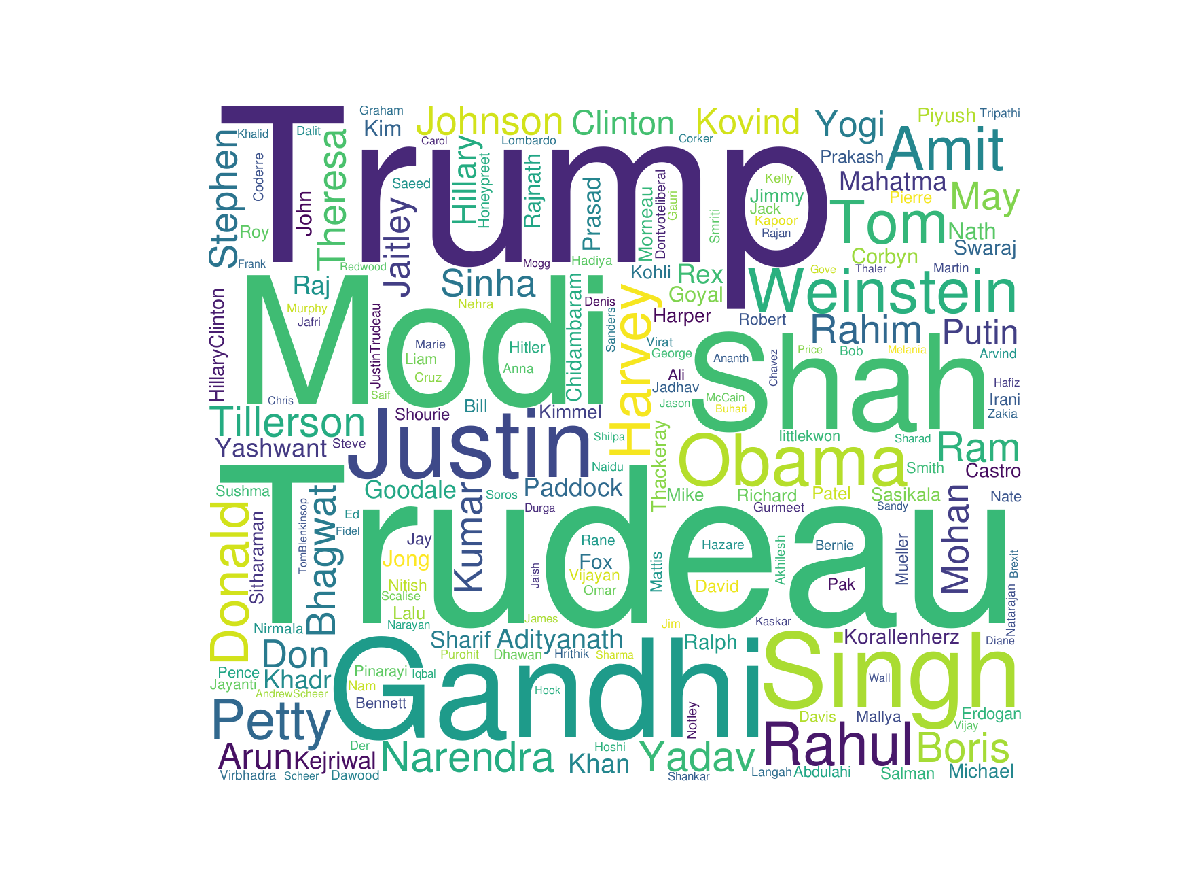 Trump
Modi
Trudeau
Shah
Gandhi
Singh
Justin
Obama
Weinstein
Harvey
Tom
Amit
Rahul
Donald
Petty
Yadav
Narendra
Boris
Stephen
Khalid
Dalit
Coderre
Roy
John
Frank
Theresa
Redwood
Graham
Kim
Carol
Saeed
Jaitley
Johnson
Lombardo
Hillary
Honeypreet
Rajnath
Mogg
Clinton
Prasad
Hadiya
Morneau
Dontvoteliberal
Gauri
Corker
Kovind
Smriti
Kelly
Jimmy
Jack
Kapoor
Rajan
Yogi
Prakash
Mahatma
Piyush
Tripathi
Pierre
May
Nath
Swaraj
Corbyn
Martin
Thaler
Gove
Raj
Murphy
Jafri
HillaryClinton
Chris
JustinTrudeau
Saif
Sinha
Nehra
Marie
Liam
Cruz
Hitler
Anna
Chidambaram
Denis
Sanders
Kohli
Rex
Goyal
Harper
Virat
George
Ali
Jadhav
Jason
Robert
Rahim
Putin
Ananth
Chavez
Price
Bob
Melania
Arvind
McCain
Buhari
Hafiz
Irani
Zakia
Tillerson
Yashwant
Steve
Shourie
Bill
Kimmel
Shilpa
Naidu
Thackeray
littlekwon
Sharad
Smith
Ram
Castro
Sushma
Goodale
Soros
Paddock
Durga
Mike
Richard
Gurmeet
Patel
Sasikala
Sandy
Nate
Sitharaman
TomBlenkinsop
Ed
Fidel
Bhagwat
Jay
Jong
Nitish
Scalise
Lalu
Narayan
Kumar
Jaish
Rane
Fox
Vijayan
Omar
Mattis
Hazare
David
Akhilesh
Bernie
Pak
Mueller
Mohan
Natarajan
Brexit
Nirmala
Don
Khadr
Pence
Jayanti
AndrewScheer
James
Jim
Kaskar
Sharif
Adityanath
Purohit
Dhawan
Hrithik
Sharma
Ralph
Korallenherz
Diane
Pinarayi
Iqbal
Nam
Bennett
Hook
Notley
Wall
Davis
Mallya
Erdogan
Vijay
Arun
Kejriwal
Der
Virbhadra
Scheer
Dawood
Khan
Hoshi
Shankar
Langah
Abdulahi
Salman
Michael